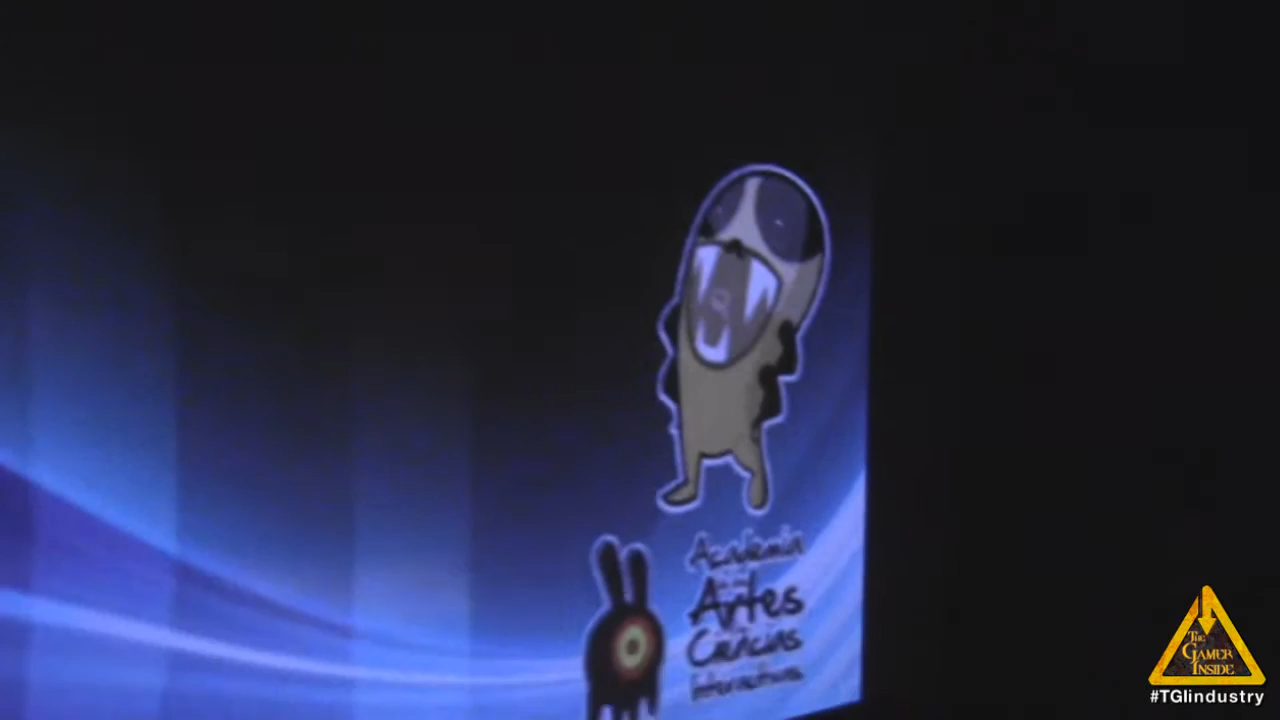 Academia
Artes
Ciencias
Interactivas
The
Gamer
Inside
#TGIindustry